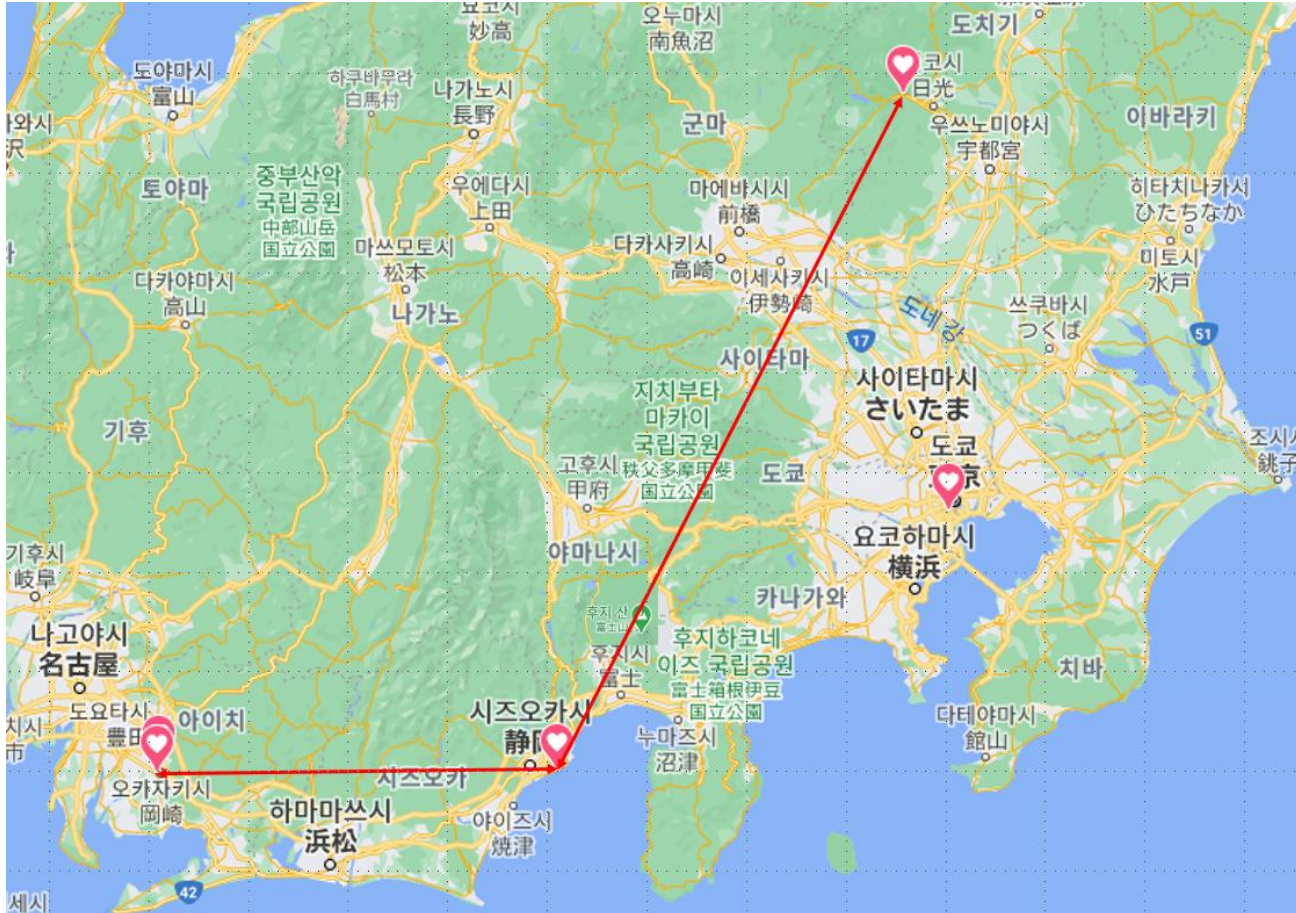 묘코시
妙高
오누마시
南魚沼
도치기
도야마시
富山
하쿠바무라
白馬村
나가노시
長野
코시
日光
군마
우쓰노미야시
宇都宮
이바라키
와시
沢
토야마
중부산악
국립공원
中部山岳
国立公園
우에다시
上田
마에바시시
前橋
히타치나카시
ひたちなか
다카사키시
高崎
이세사키시
伊勢崎
미토시
水戸
다카야마시
高山
마쓰모토시
松本
나가노
도네 강
쓰쿠바시
つくば
17
51
사이타마
사이타마시
さいたま
지치부타
마카이
국립공원
秩父多摩甲斐
国立公園
기후
도쿄
京
고후시
甲府
도쿄
조시시
銚子
요코하마시
横浜
야마나시
기후시
岐阜
카나가와
후지 산
富士山
나고야시
名古屋
후지시
富士
후지하코네
이즈 국립공원
富士箱根伊豆
国立公園
치바
도요타시
豊田
아이치
치시
市
시즈오카시
静岡
누마즈시
沼津
다테야마시
館山
오카자키시
岡崎
시즈오카
하마마쓰시
浜松
야이즈시
焼津
42
세시